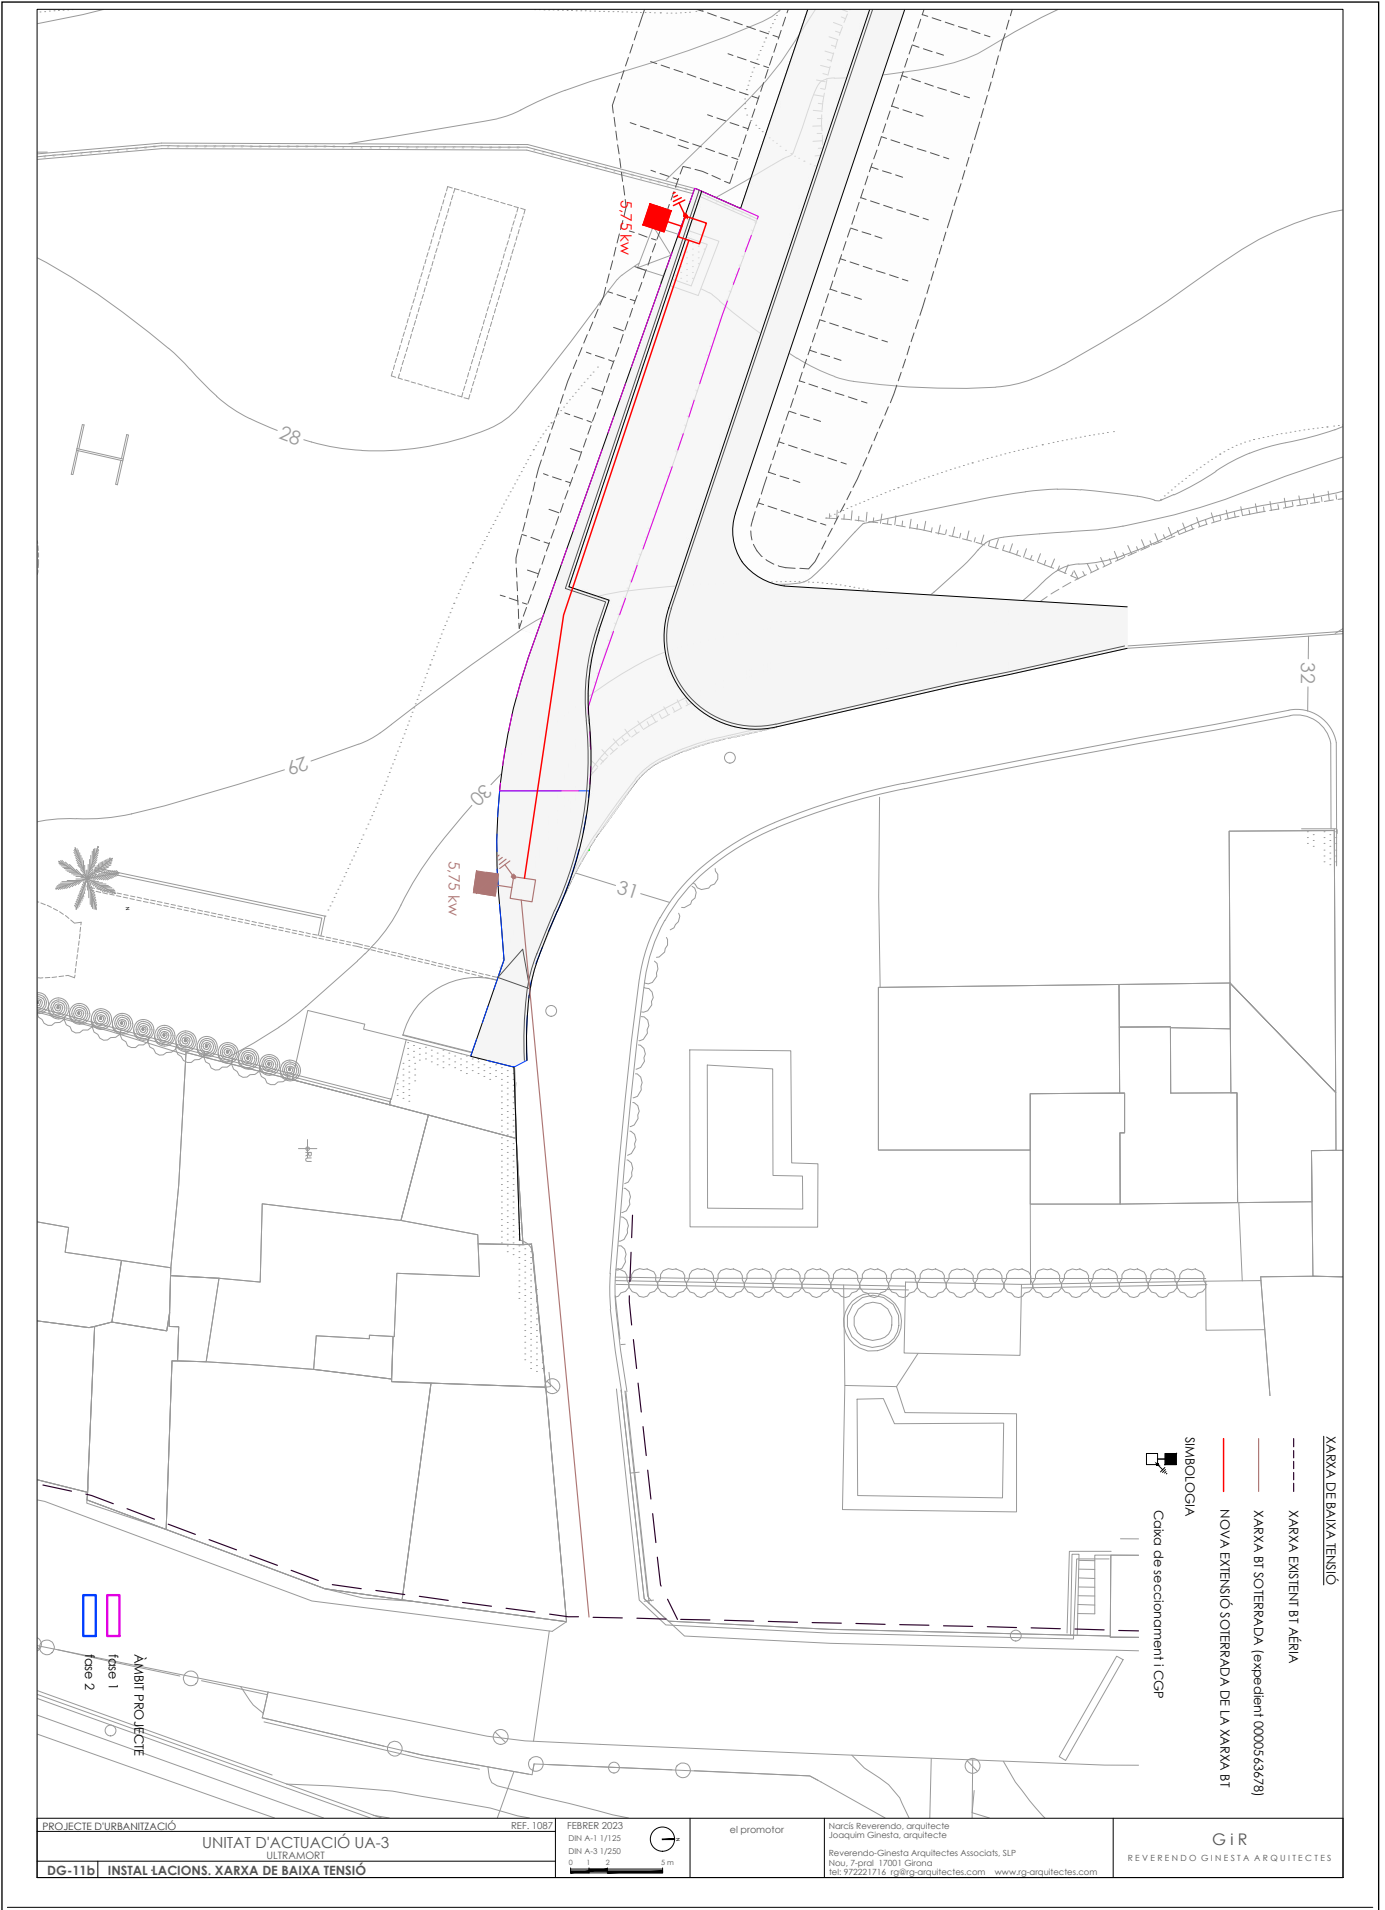 5,75 kw
28
32
29
30
5,75 kw
31
N
XARXA DE BAIXA TENSIÓ
XARXA EXISTENT BT AÉRIA
XARXA BT SOTERRADA (expedient 0000563678)
NOVA EXTENSIÓ SOTERRADA DE LA XARXA BT
SIMBOLOGIA
Caixa de seccionament i CGP
ÀMBIT PROJECTE
fase 1
fase 2
PROJECTE D'URBANITZACIÓ
REF. 1087
UNITAT D'ACTUACIÓ UA-3
ULTRAMORT
DG-11b INSTAL·LACIONS. XARXA DE BAIXA TENSIÓ
FEBRER 2023
DIN A-1 1/125
DIN A-3 1/250
0 1 2 5 m
el promotor
Narcís Reverendo, arquitecte
Joaquim Ginesta, arquitecte
Reverendo-Ginesta Arquitectes Associats, SLP
Nou, 7-pral 17001 Girona
tel: 972221716 rg@rg-arquitectes.com www.rg-arquitectes.com
GiR
REVERENDO GINESTA ARQUITECTES